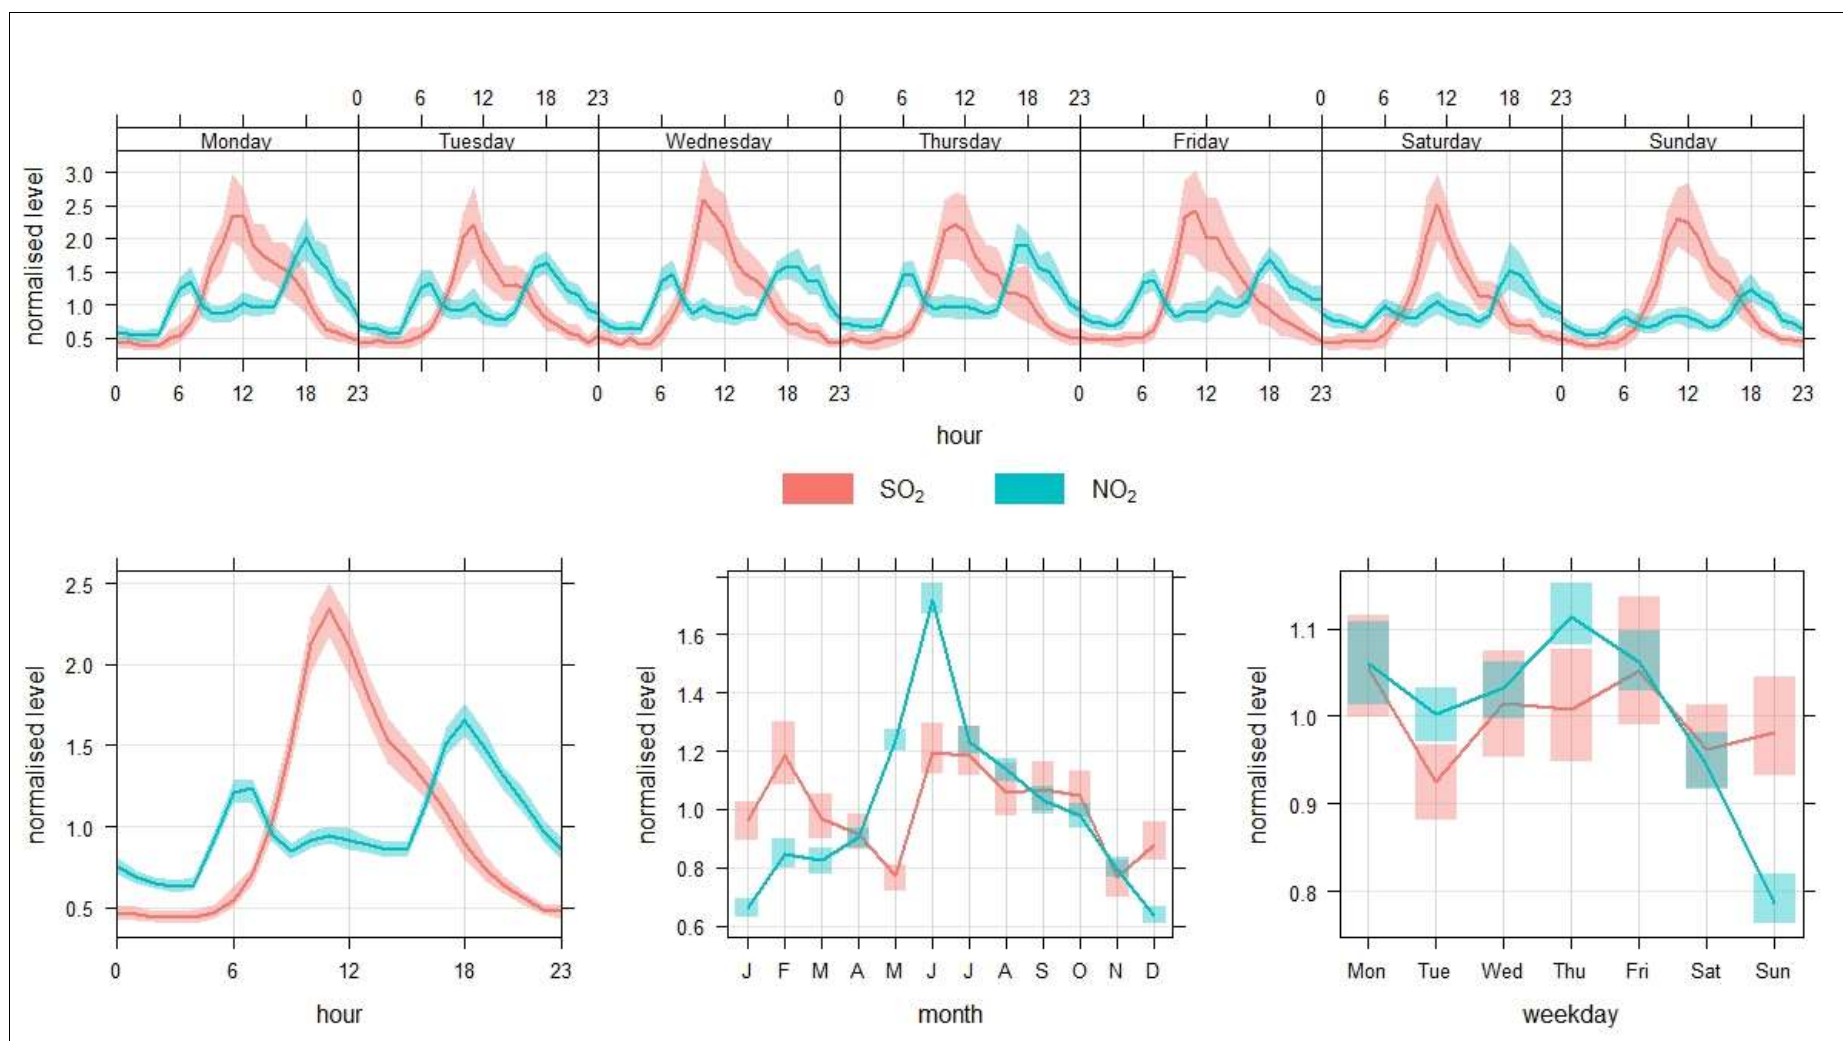 0 6 12 18 23 0 6 12 18 23 0 6 12 18 23
Monday Tuesday Wednesday Thursday Friday Saturday Sunday
normalised level
3.0
2.5
2.0
1.5
1.0
0.5
0 6 12 18 23 0 6 12 18 23 0 6 12 18 23 0 6 12 18 23
hour
SO₂ NO₂
normalised level
2.5
2.0
1.5
1.0
0.5
0 6 12 18 23
hour
normalised level
1.6
1.4
1.2
1.0
0.8
0.6
J F M A M J J A S O N D
month
normalised level
1.1
1.0
0.9
0.8
Mon Tue Wed Thu Fri Sat Sun
weekday